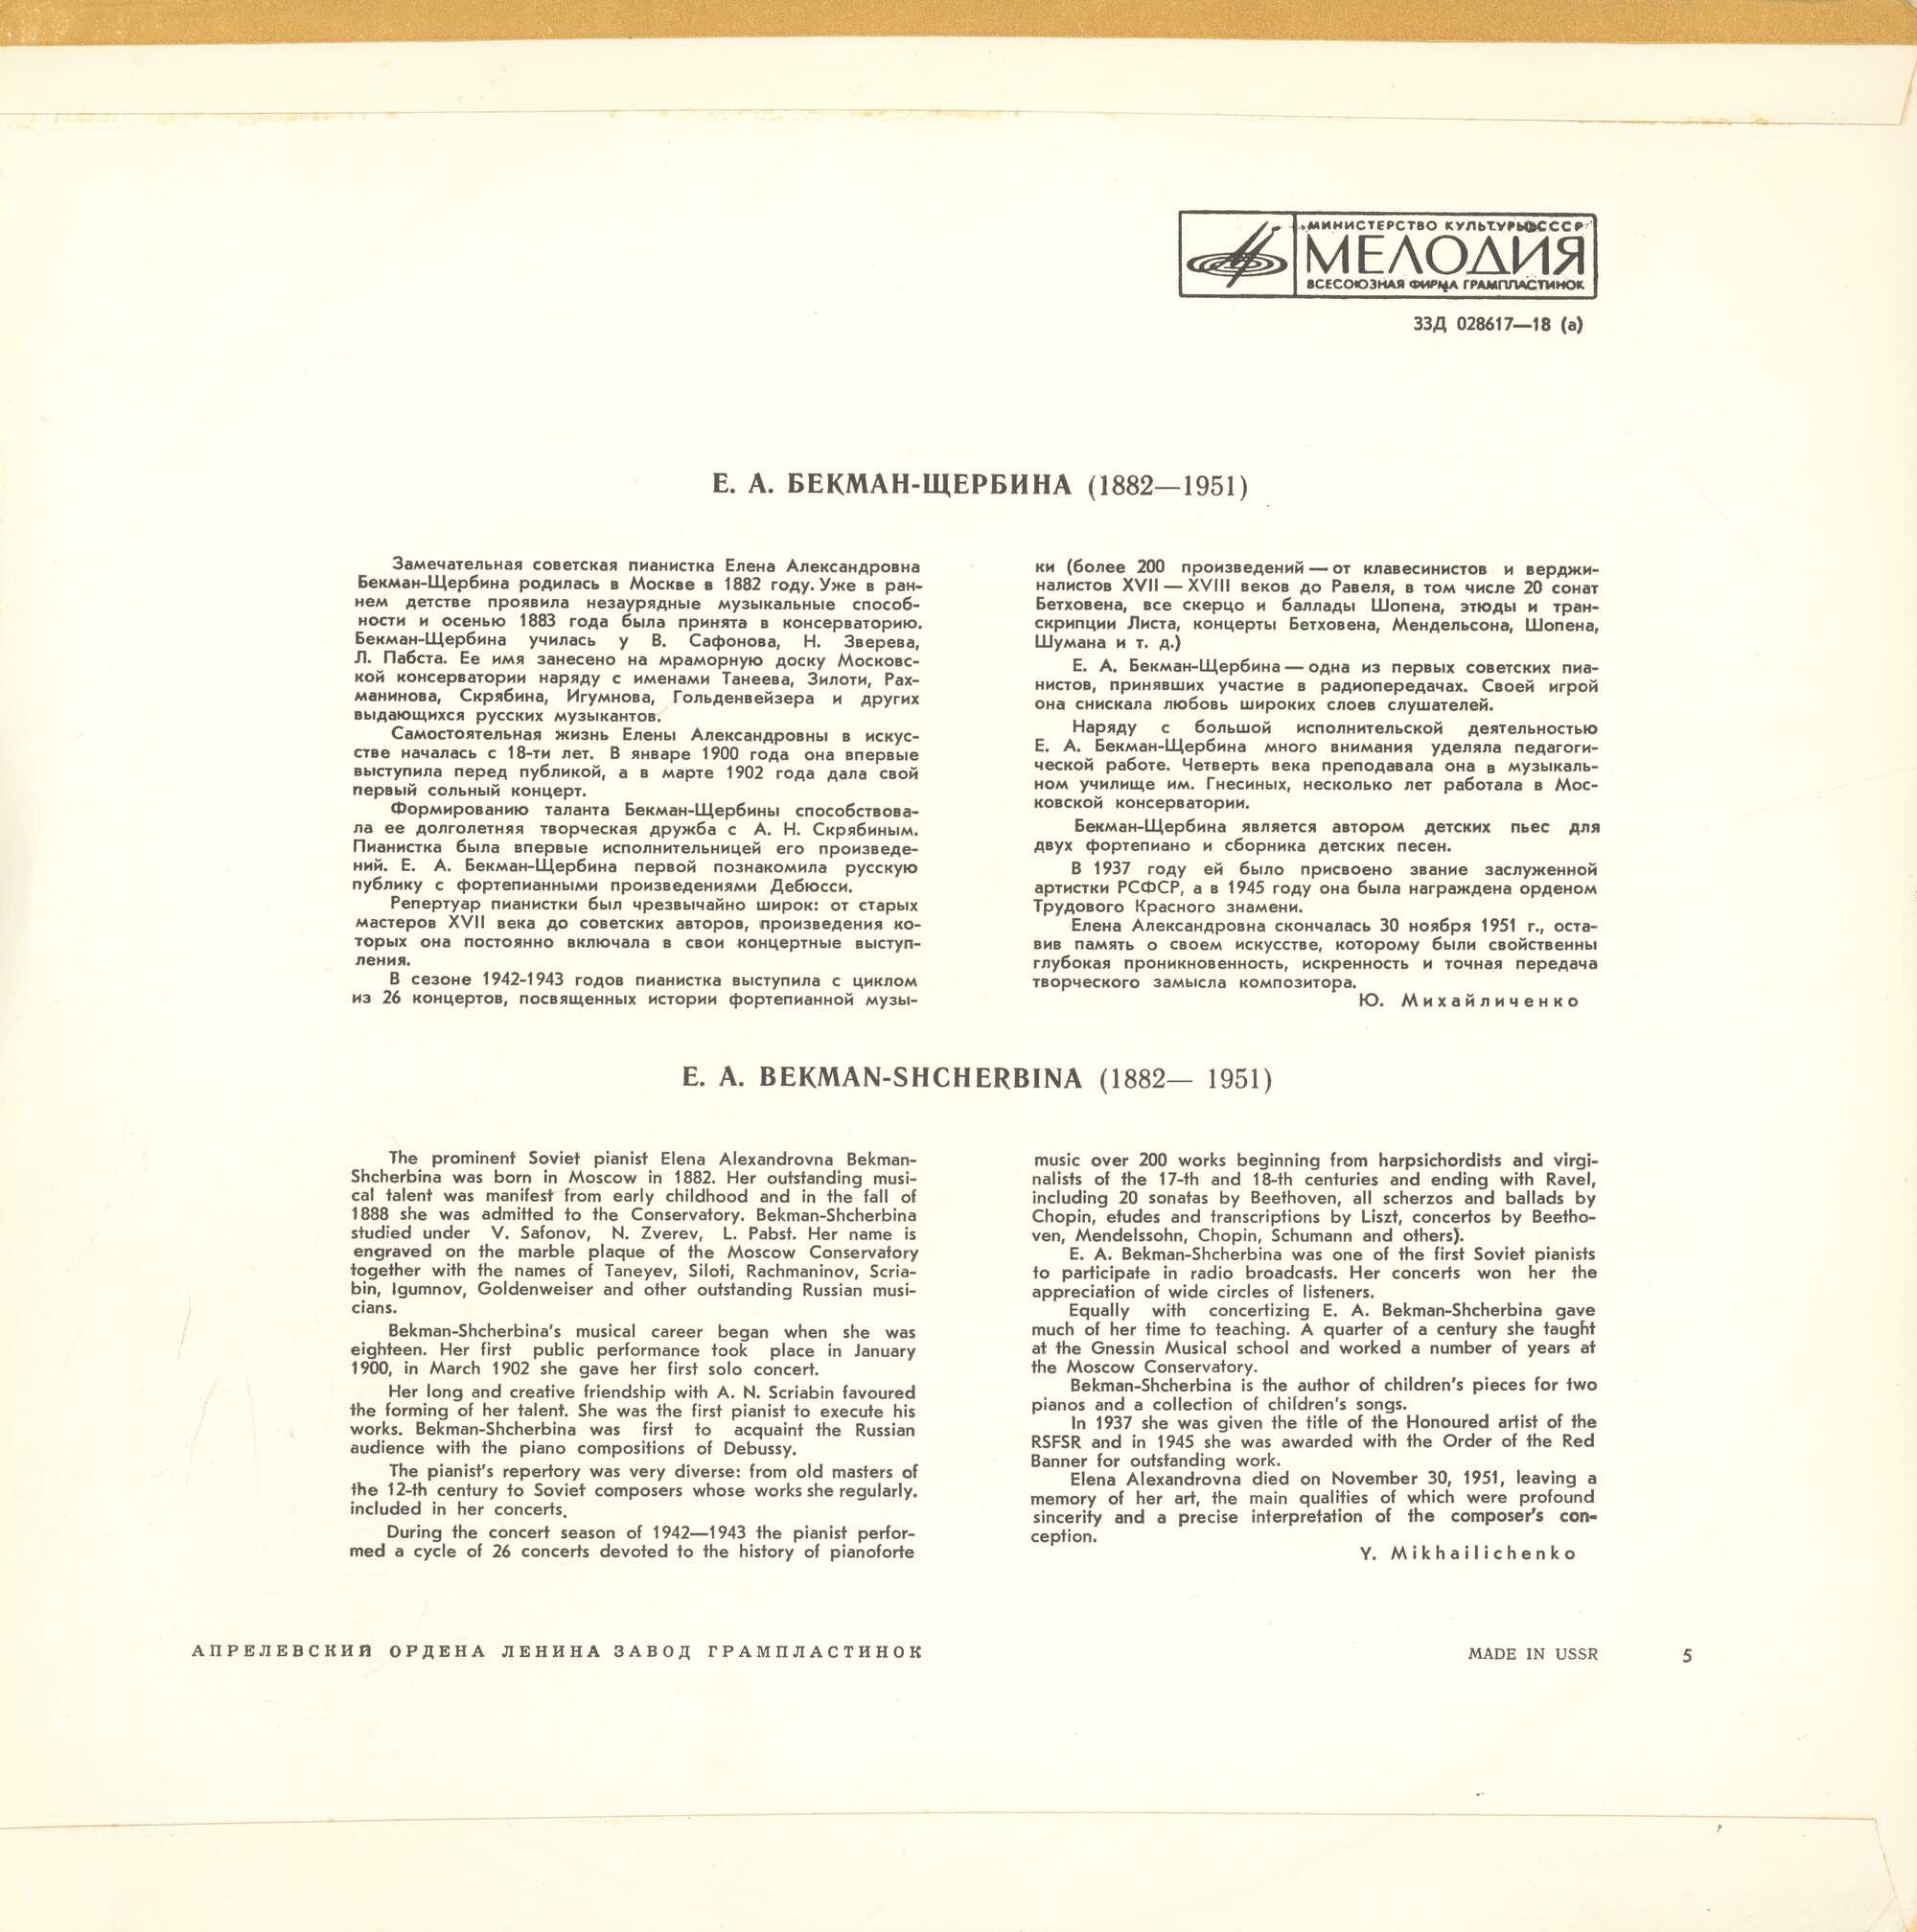 МИНИСТЕРСТВО КУЛЬТУРЫ СССР
МЕЛОДИЯ
ВСЕСОЮЗНАЯ ФИРМА ГРАМПЛАСТИНОК
33Д 028617—18 (а)
Е. А. БЕКМАН-ЩЕРБИНА (1882—1951)
Замечательная советская пианистка Елена Александровна
Бекман-Щербина родилась в Москве в 1882 году. Уже в ран-
нем детстве проявила незаурядные музыкальные способ-
ности и осенью 1883 года была принята в консерваторию.
Бекман-Щербина училась у В. Сафонова, Н. Зверева,
Л. Пабста. Ее имя занесено на мраморную доску Московс-
кой консерватории наряду с именами Танеева, Зилоти, Рах-
манинова, Скрябина, Игумнова, Гольденвейзера и других
выдающихся русских музыкантов.
Самостоятельная жизнь Елены Александровны в искус-
стве началась с 18-ти лет. В январе 1900 года она впервые
выступила перед публикой, а в марте 1902 года дала свой
первый сольный концерт.
Формированию таланта Бекман-Щербины способствова-
ла ее долголетняя творческая дружба с А. Н. Скрябиным.
Пианистка была впервые исполнительницей его произведе-
ний. Е. А. Бекман-Щербина первой познакомила русскую
публику с фортепианными произведениями Дебюсси.
Репертуар пианистки был чрезвычайно широк: от старых
мастеров XVII века до советских авторов, произведения ко-
торых она постоянно включала в свои концертные выступ-
ления.
В сезоне 1942-1943 годов пианистка выступила с циклом
из 26 концертов, посвященных истории фортепианной музы-
ки (более 200 произведений — от клавесинистов и верджи-
налистов XVII — XVIII веков до Равеля, в том числе 20 сонат
Бетховена, все скерцо и баллады Шопена, этюды и тран-
скрипции Листа, концерты Бетховена, Мендельсона, Шопена,
Шумана и т. д.)
Е. А. Бекман-Щербина — одна из первых советских пиа-
нистов, принявших участие в радиопередачах. Своей игрой
она снискала любовь широких слоев слушателей.
Наряду с большой исполнительской деятельностью
Е. А. Бекман-Щербина много внимания уделяла педагоги-
ческой работе. Четверть века преподавала она в музыкаль-
ном училище им. Гнесиных, несколько лет работала в Мос-
ковской консерватории.
Бекман-Щербина является автором детских пьес для
двух фортепиано и сборника детских песен.
В 1937 году ей было присвоено звание заслуженной
артистки РСФСР, а в 1945 году она была награждена орденом
Трудового Красного знамени.
Елена Александровна скончалась 30 ноября 1951 г., оста-
вив память о своем искусстве, которому были свойственны
глубокая проникновенность, искренность и точная передача
творческого замысла композитора.
Ю. Михайличенко
E. A. BEKMAN-SHCHERBINA (1882— 1951)
The prominent Soviet pianist Elena Alexandrovna Bekman-
Shcherbina was born in Moscow in 1882. Her outstanding musi-
cal talent was manifest from early childhood and in the fall of
1888 she was admitted to the Conservatory. Bekman-Shcherbina
studied under V. Safonov, N. Zverev, L. Pabst. Her name is
engraved on the marble plaque of the Moscow Conservatory
together with the names of Taneyev, Siloti, Rachmaninov, Scria-
bin, Igumnov, Goldenweiser and other outstanding Russian musi-
cians.
Bekman-Shcherbina's musical career began when she was
eighteen. Her first public performance took place in January
1900, in March 1902 she gave her first solo concert.
Her long and creative friendship with A. N. Scriabin favoured
the forming of her talent. She was the first pianist to execute his
works. Bekman-Shcherbina was first to acquaint the Russian
audience with the piano compositions of Debussy.
The pianist's repertory was very diverse: from old masters of
the 12-th century to Soviet composers whose works she regularly.
included in her concerts.
During the concert season of 1942—1943 the pianist perfor-
med a cycle of 26 concerts devoted to the history of pianoforte
music over 200 works beginning from harpsichordists and virgi-
nalists of the 17-th and 18-th centuries and ending with Ravel,
including 20 sonatas by Beethoven, all scherzos and ballads by
Chopin, etudes and transcriptions by Liszt, concertos by Beetho-
ven, Mendelssohn, Chopin, Schumann and others).
E. A. Bekman-Shcherbina was one of the first Soviet pianists
to participate in radio broadcasts. Her concerts won her the
appreciation of wide circles of listeners.
Equally with concertizing E. A. Bekman-Shcherbina gave
much of her time to teaching. A quarter of a century she taught
at the Gnessin Musical school and worked a number of years at
the Moscow Conservatory.
Bekman-Shcherbina is the author of children's pieces for two
pianos and a collection of children's songs.
In 1937 she was given the title of the Honoured artist of the
RSFSR and in 1945 she was awarded with the Order of the Red
Banner for outstanding work.
Elena Alexandrovna died on November 30, 1951, leaving a
memory of her art, the main qualities of which were profound
sincerity and a precise interpretation of the composer's con-
ception.
Y. Mikhailichenko
АПРЕЛЕВСКИЙ ОРДЕНА ЛЕНИНА ЗАВОД ГРАМПЛАСТИНОК
MADE IN USSR
5